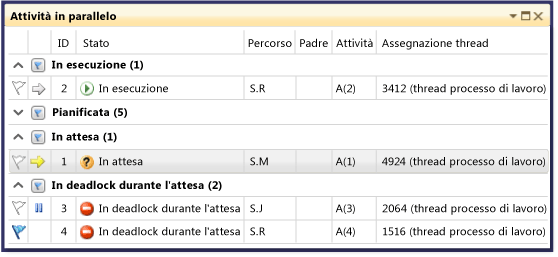 Attività in parallelo
ID Stato Percorso Padre Attività Assegnazione thread
In esecuzione (1)
2 In esecuzione S.R A(2) 3412 (thread processo di lavoro)
Pianificata (5)
In attesa (1)
1 In attesa S.M A(1) 4924 (thread processo di lavoro)
In deadlock durante l'attesa (2)
3 In deadlock durante l'attesa S.J A(3) 2064 (thread processo di lavoro)
4 In deadlock durante l'attesa S.R A(4) 1516 (thread processo di lavoro)